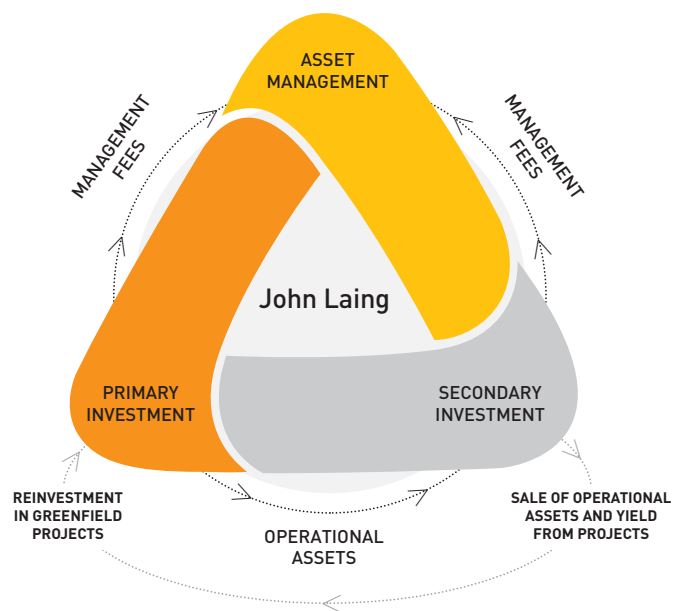 ASSET
MANAGEMENT
MANAGEMENT
FEES
MANAGEMENT
FEES
John Laing
PRIMARY
INVESTMENT
SECONDARY
INVESTMENT
REINVESTMENT
IN GREENFIELD
PROJECTS
SALE OF OPERATIONAL
ASSETS AND YIELD
FROM PROJECTS
OPERATIONAL
ASSETS